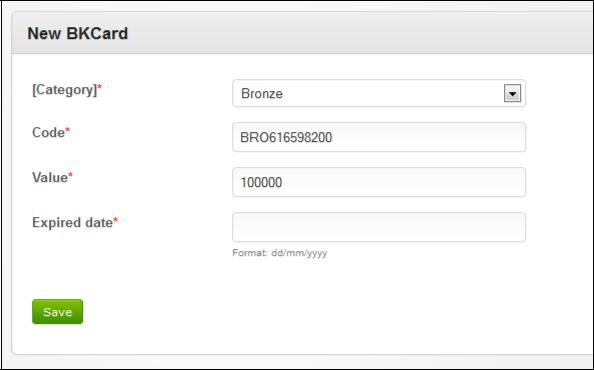 New BKCard
[Category]* Bronze
Code* BRO616598200
Value* 100000
Expired date*
Format: dd/mm/yyyy
Save